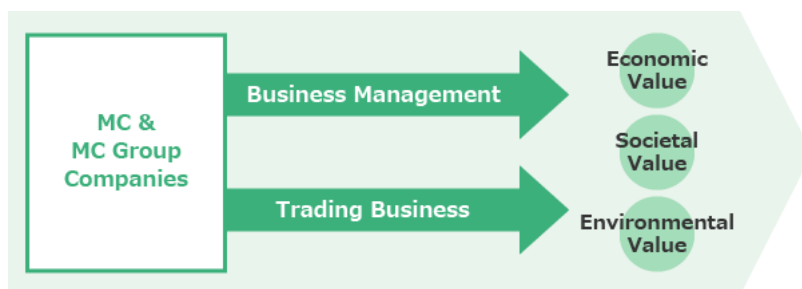 MC &
MC Group
Companies
Business Management
Trading Business
Economic
Value
Societal
Value
Environmental
Value